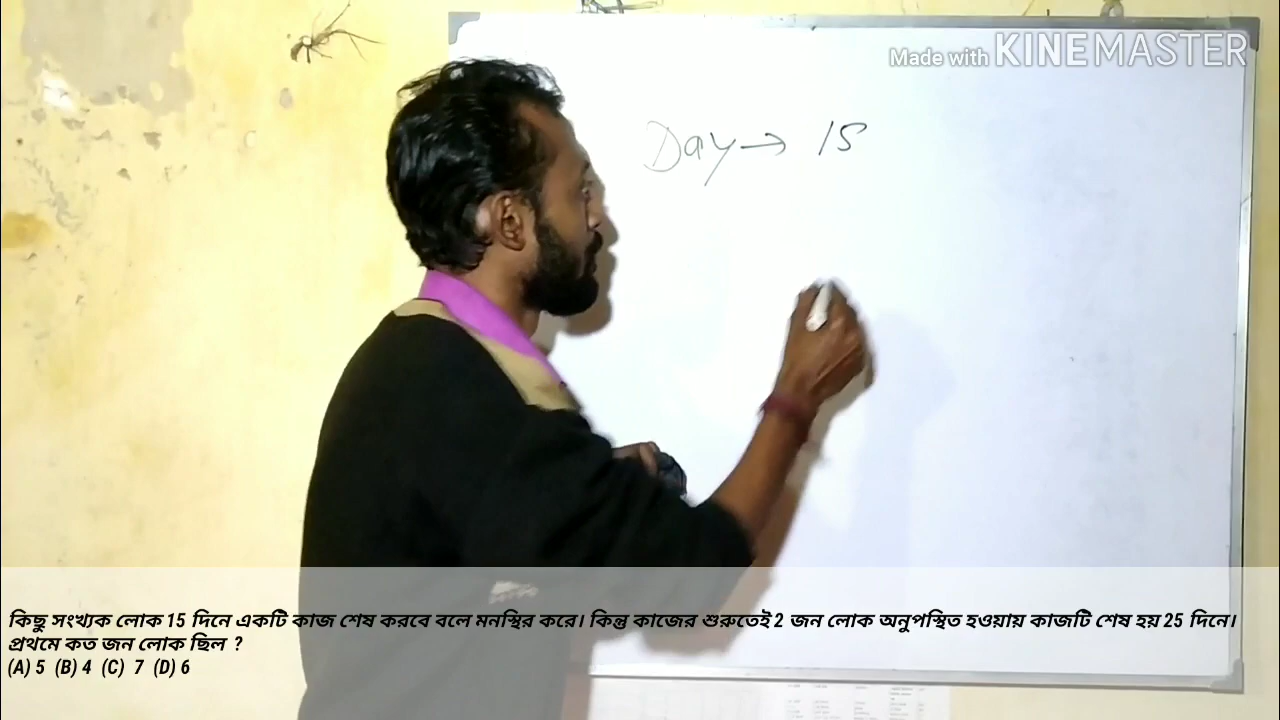 Made with KINEMASTER
Day → 15
কিছু সংখ্যক লোক 15 দিনে একটি কাজ শেষ করবে বলে মনস্থির করে। কিন্তু কাজের শুরুতেই 2 জন লোক অনুপস্থিত হওয়ায় কাজটি শেষ হয় 25 দিনে।
প্রথমে কত জন লোক ছিল ?
(A) 5 (B) 4 (C) 7 (D) 6